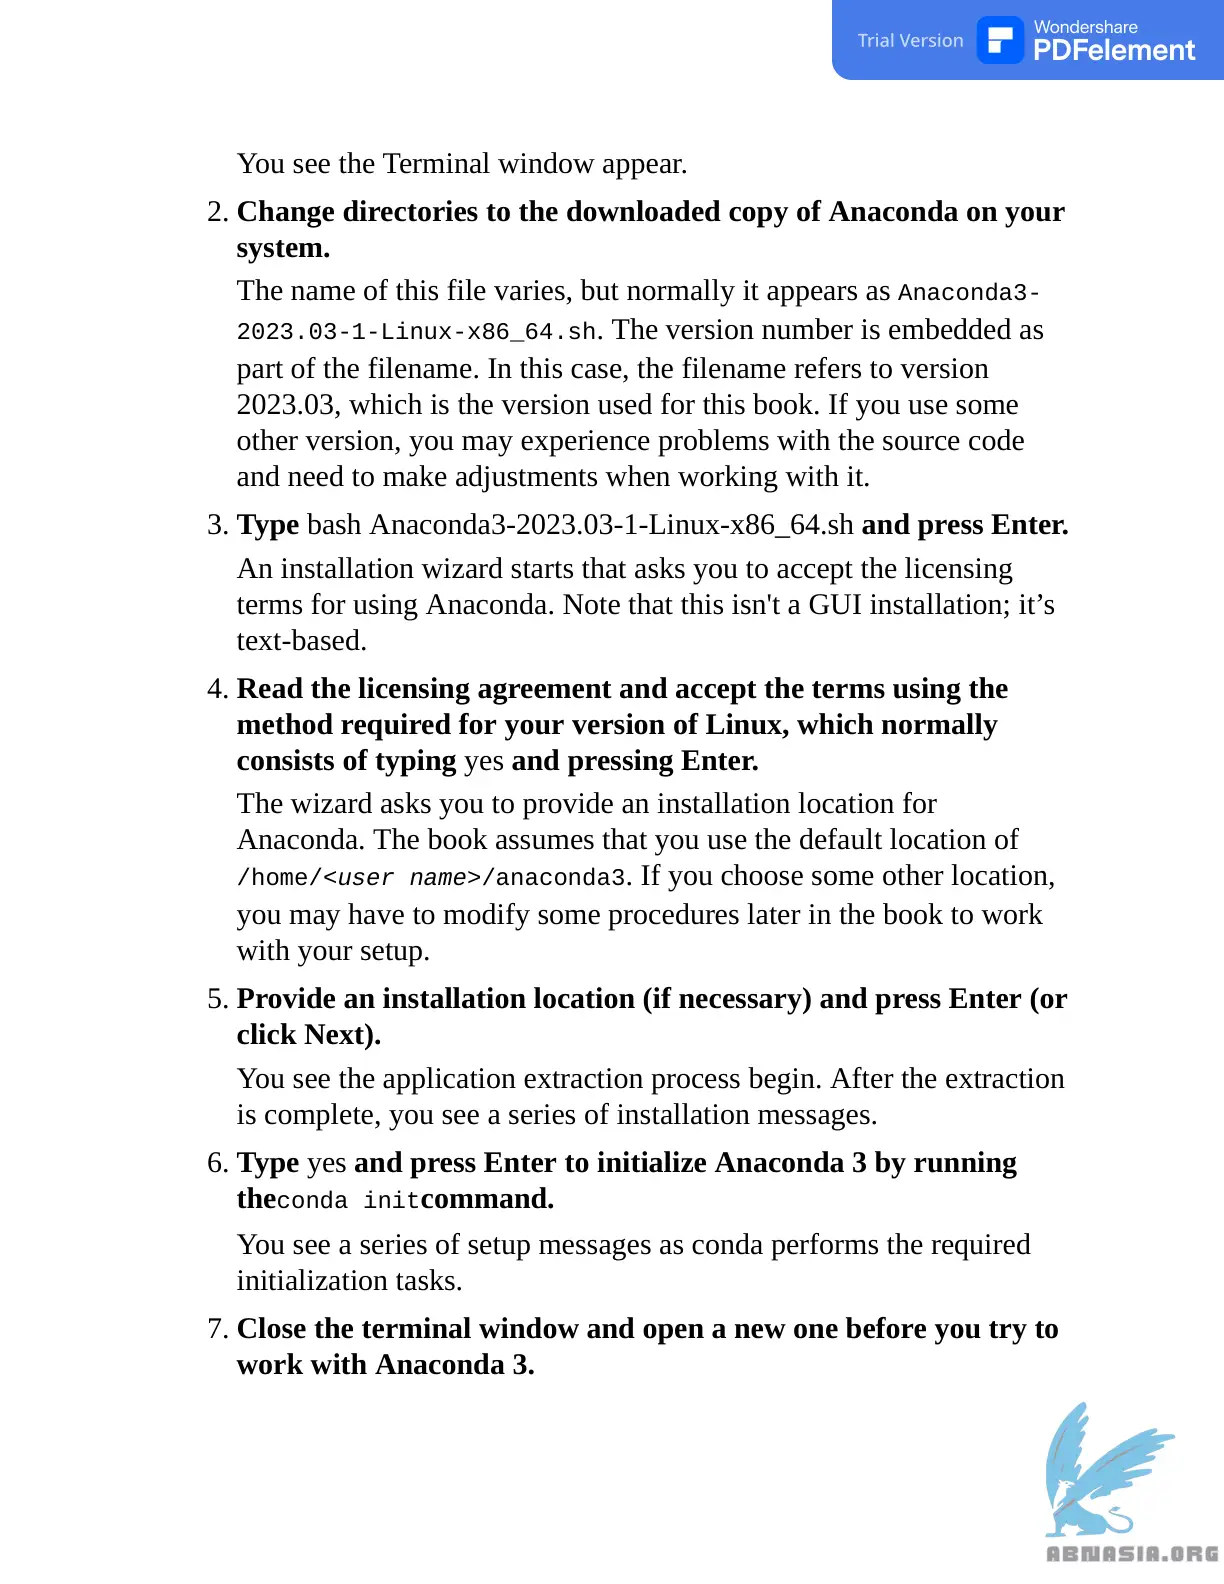 Trial Version
Wondershare
PDFelement
You see the Terminal window appear.
2. Change directories to the downloaded copy of Anaconda on your
system.
The name of this file varies, but normally it appears as Anaconda3-
2023.03-1-Linux-x86_64.sh. The version number is embedded as
part of the filename. In this case, the filename refers to version
2023.03, which is the version used for this book. If you use some
other version, you may experience problems with the source code
and need to make adjustments when working with it.
3. Type bash Anaconda3-2023.03-1-Linux-x86_64.sh and press Enter.
An installation wizard starts that asks you to accept the licensing
terms for using Anaconda. Note that this isn't a GUI installation; it’s
text-based.
4. Read the licensing agreement and accept the terms using the
method required for your version of Linux, which normally
consists of typing yes and pressing Enter.
The wizard asks you to provide an installation location for
Anaconda. The book assumes that you use the default location of
/home/<user name>/anaconda3. If you choose some other location,
you may have to modify some procedures later in the book to work
with your setup.
5. Provide an installation location (if necessary) and press Enter (or
click Next).
You see the application extraction process begin. After the extraction
is complete, you see a series of installation messages.
6. Type yes and press Enter to initialize Anaconda 3 by running
theconda initcommand.
You see a series of setup messages as conda performs the required
initialization tasks.
7. Close the terminal window and open a new one before you try to
work with Anaconda 3.
ABNASIA.ORG